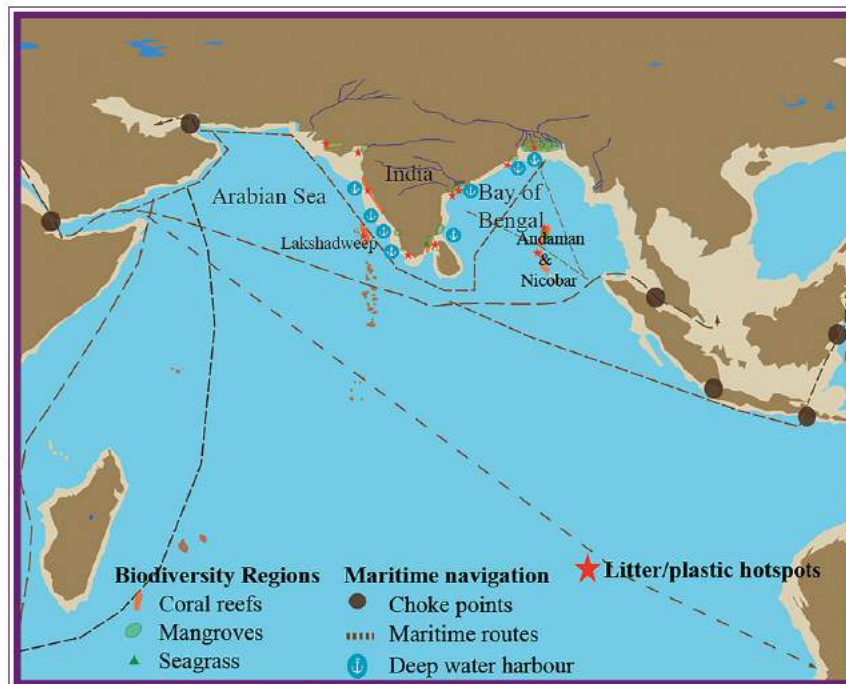 India
Arabian Sea
Bay of
Bengal
Lakshadweep
Andaman
&
Nicobar
Biodiversity Regions
Coral reefs
Mangroves
Seagrass
Maritime navigation
Choke points
Maritime routes
Deep water harbour
Litter/plastic hotspots